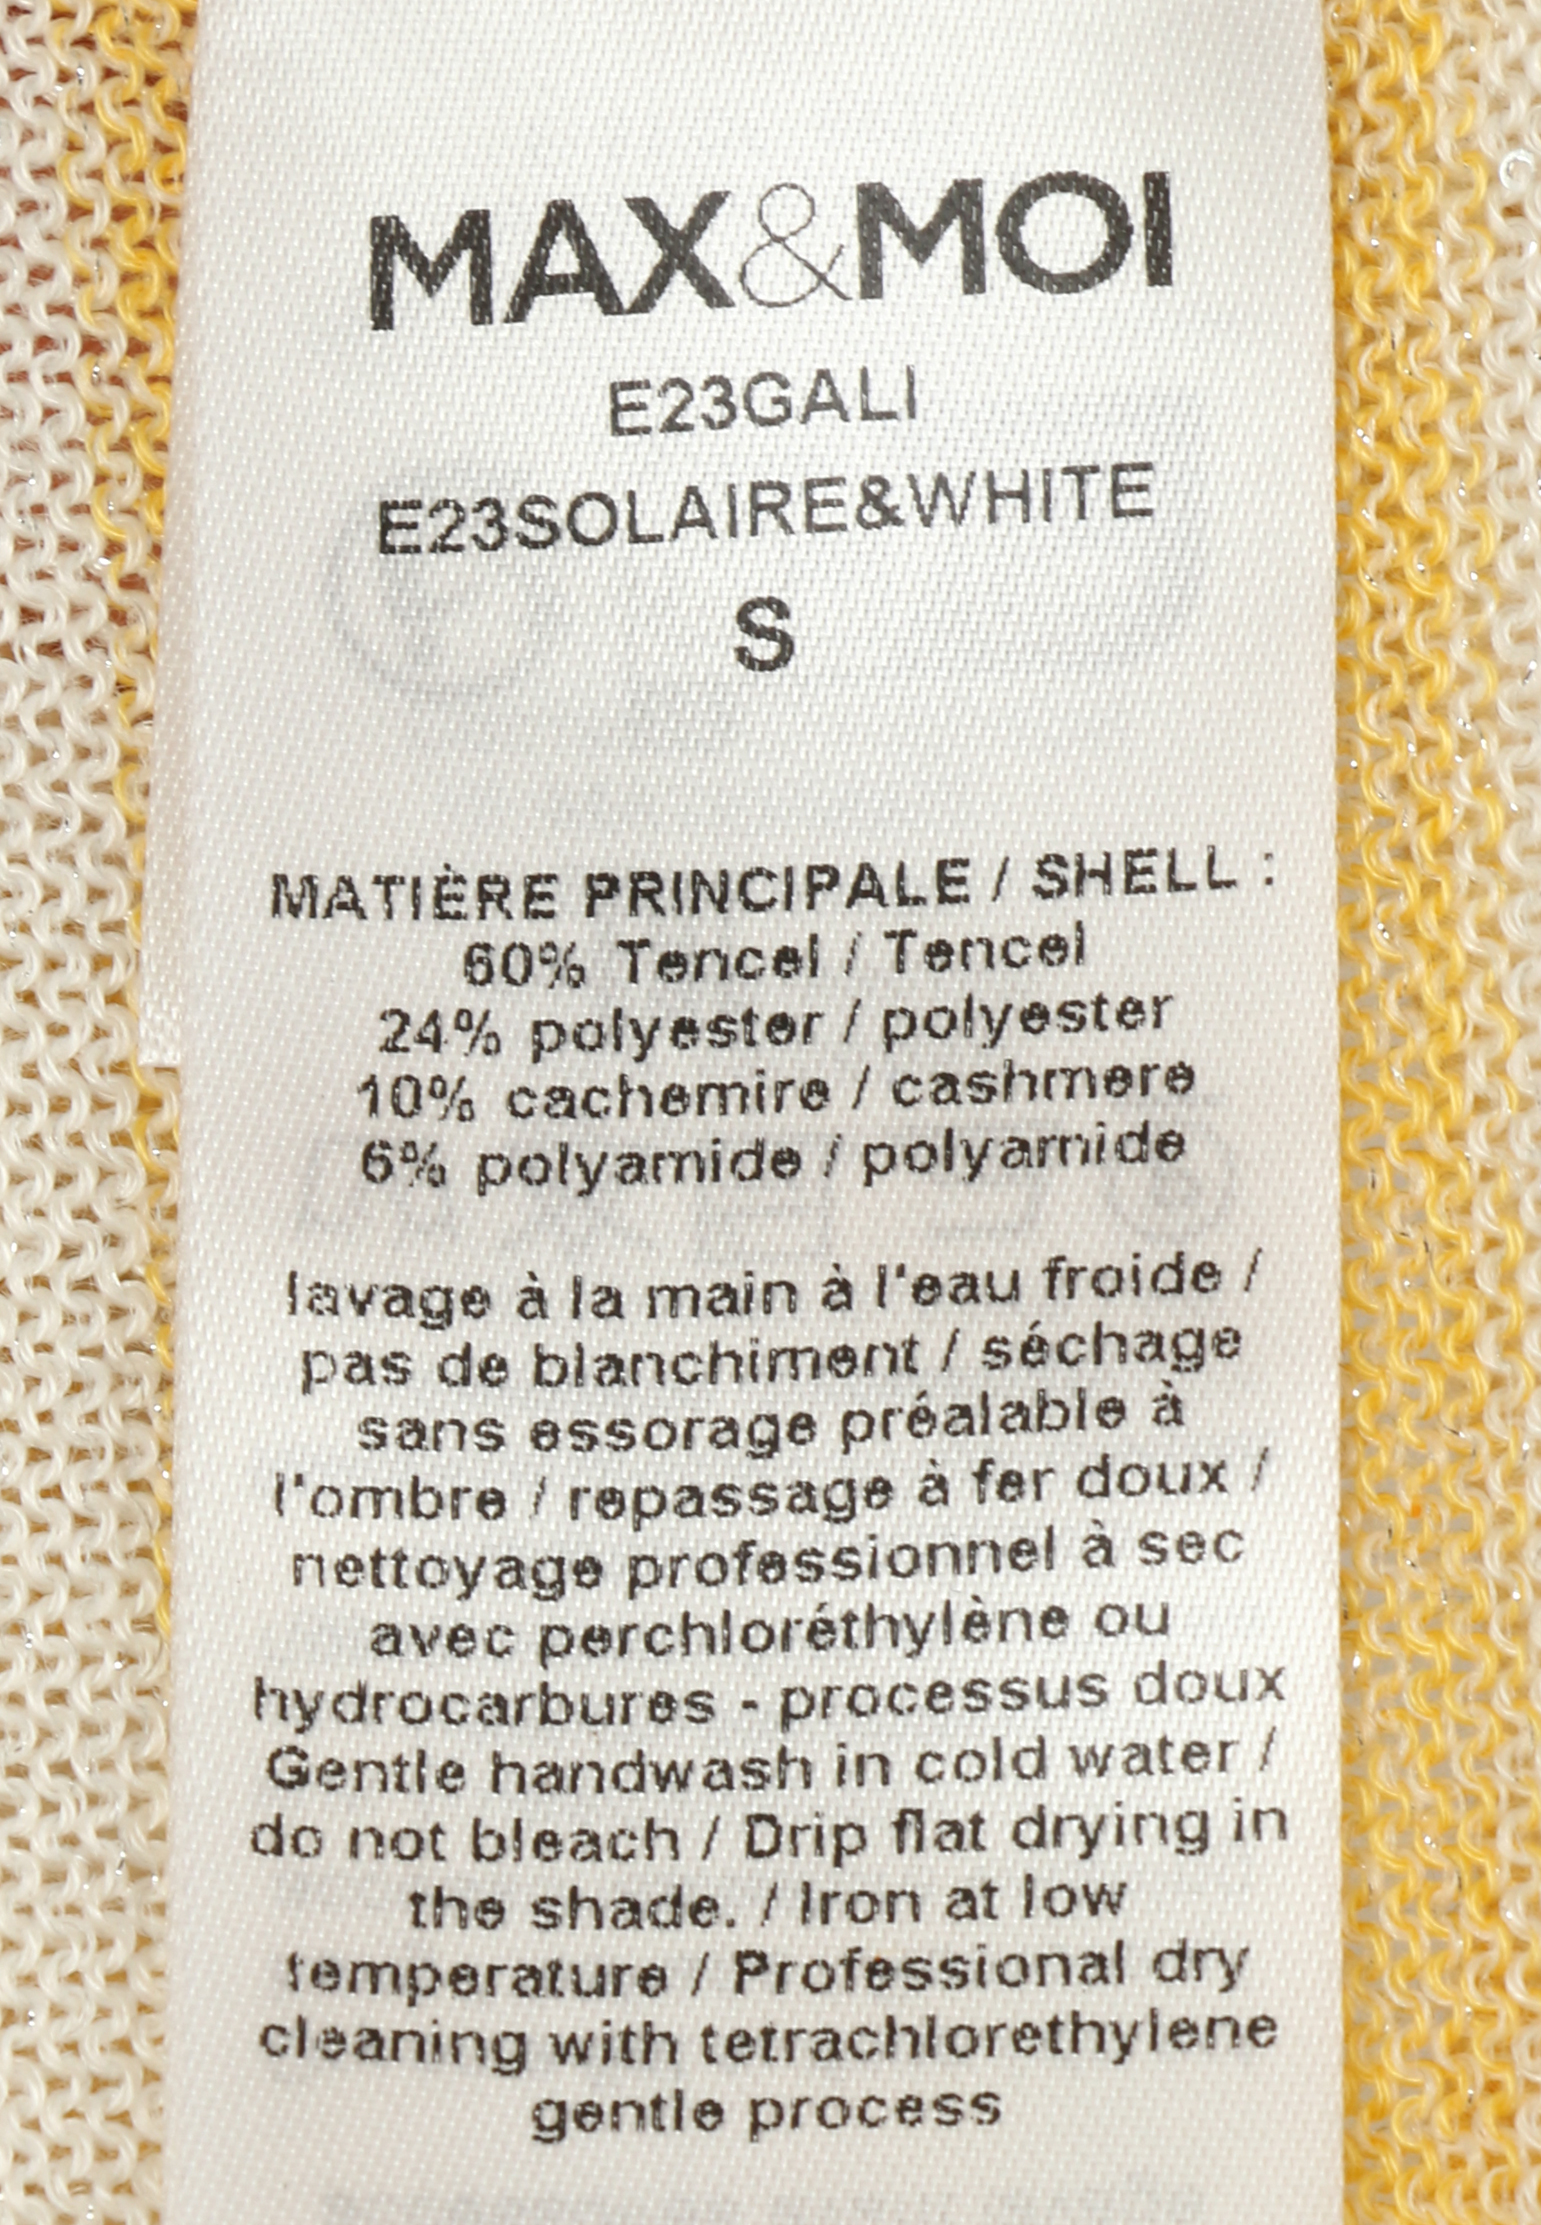 MAX&MOI
E23GALI
E23SOLAIRE&WHITE
S
MATIÈRE PRINCIPALE / SHELL :
60% Tencel / Tencel
24% polyester / polyester
10% cachemire / cashmere
6% polyamide / polyamide
lavage à la main à l'eau froide /
pas de blanchiment / séchage
sans essorage préalable à
l'ombre / repassage à fer doux /
nettoyage professionnel à sec
avec perchloréthylène ou
hydrocarbures - processus doux
Gentle handwash in cold water /
do not bleach / Drip flat drying in
the shade. / Iron at low
temperature / Professional dry
cleaning with tetrachlorethylene
gentle process